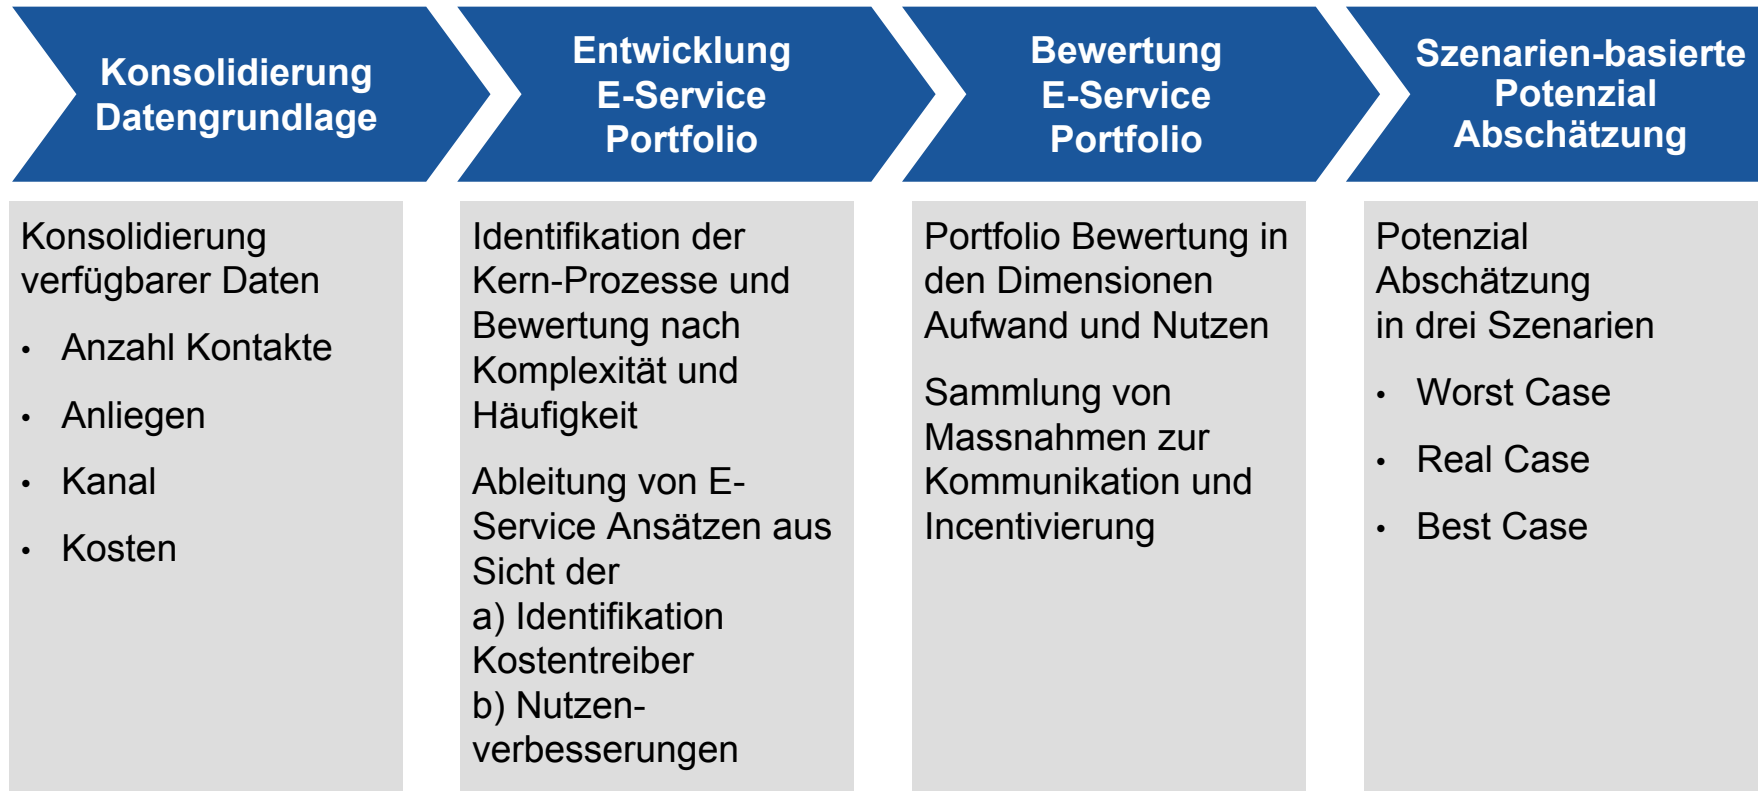 Konsolidierung
Datengrundlage
Entwicklung
E-Service
Portfolio
Bewertung
E-Service
Portfolio
Szenarien-basierte
Potenzial
Abschätzung
Konsolidierung
verfügbarer Daten
• Anzahl Kontakte
• Anliegen
• Kanal
• Kosten
Identifikation der
Kern-Prozesse und
Bewertung nach
Komplexität und
Häufigkeit
Ableitung von E-
Service Ansätzen aus
Sicht der
a) Identifikation
Kostentreiber
b) Nutzen-
verbesserungen
Portfolio Bewertung in
den Dimensionen
Aufwand und Nutzen
Sammlung von
Massnahmen zur
Kommunikation und
Incentivierung
Potenzial
Abschätzung
in drei Szenarien
• Worst Case
• Real Case
• Best Case